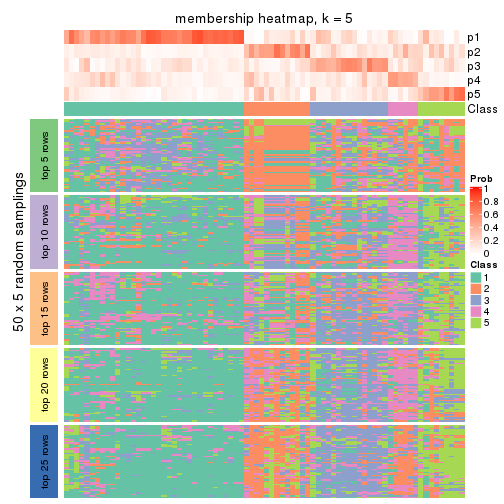 membership heatmap, k = 5
p1
p2
p3
p4
p5
Class
50 x 5 random samplings
top 5 rows
top 10 rows
top 15 rows
top 20 rows
top 25 rows
Prob
1
0.8
0.6
0.4
0.2
0
Class
1
2
3
4
5